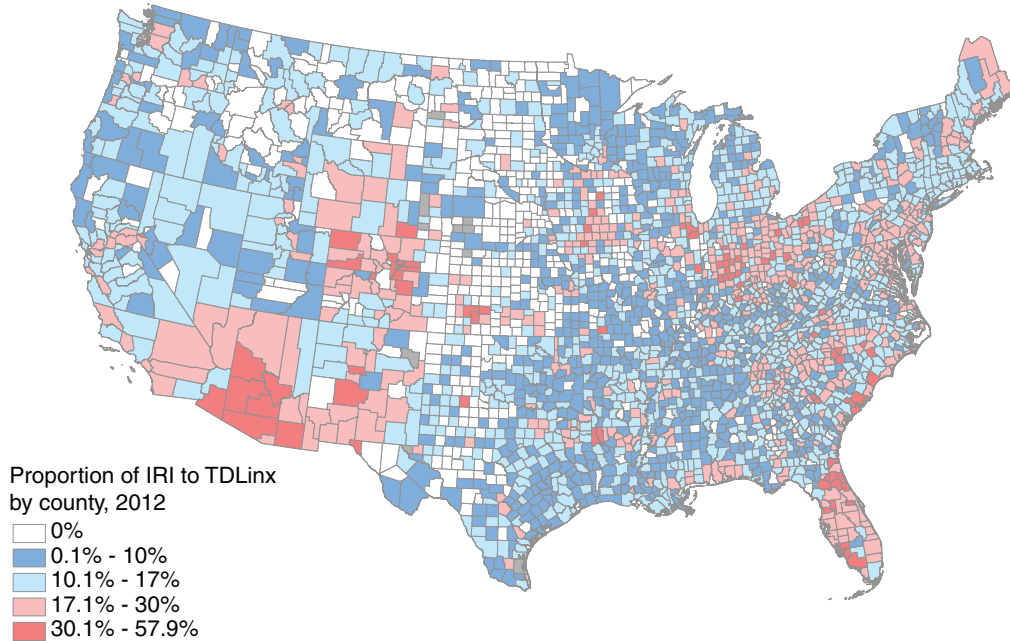 Proportion of IRI to TDLinx
by county, 2012
0%
0.1% - 10%
10.1% - 17%
17.1% - 30%
30.1% - 57.9%